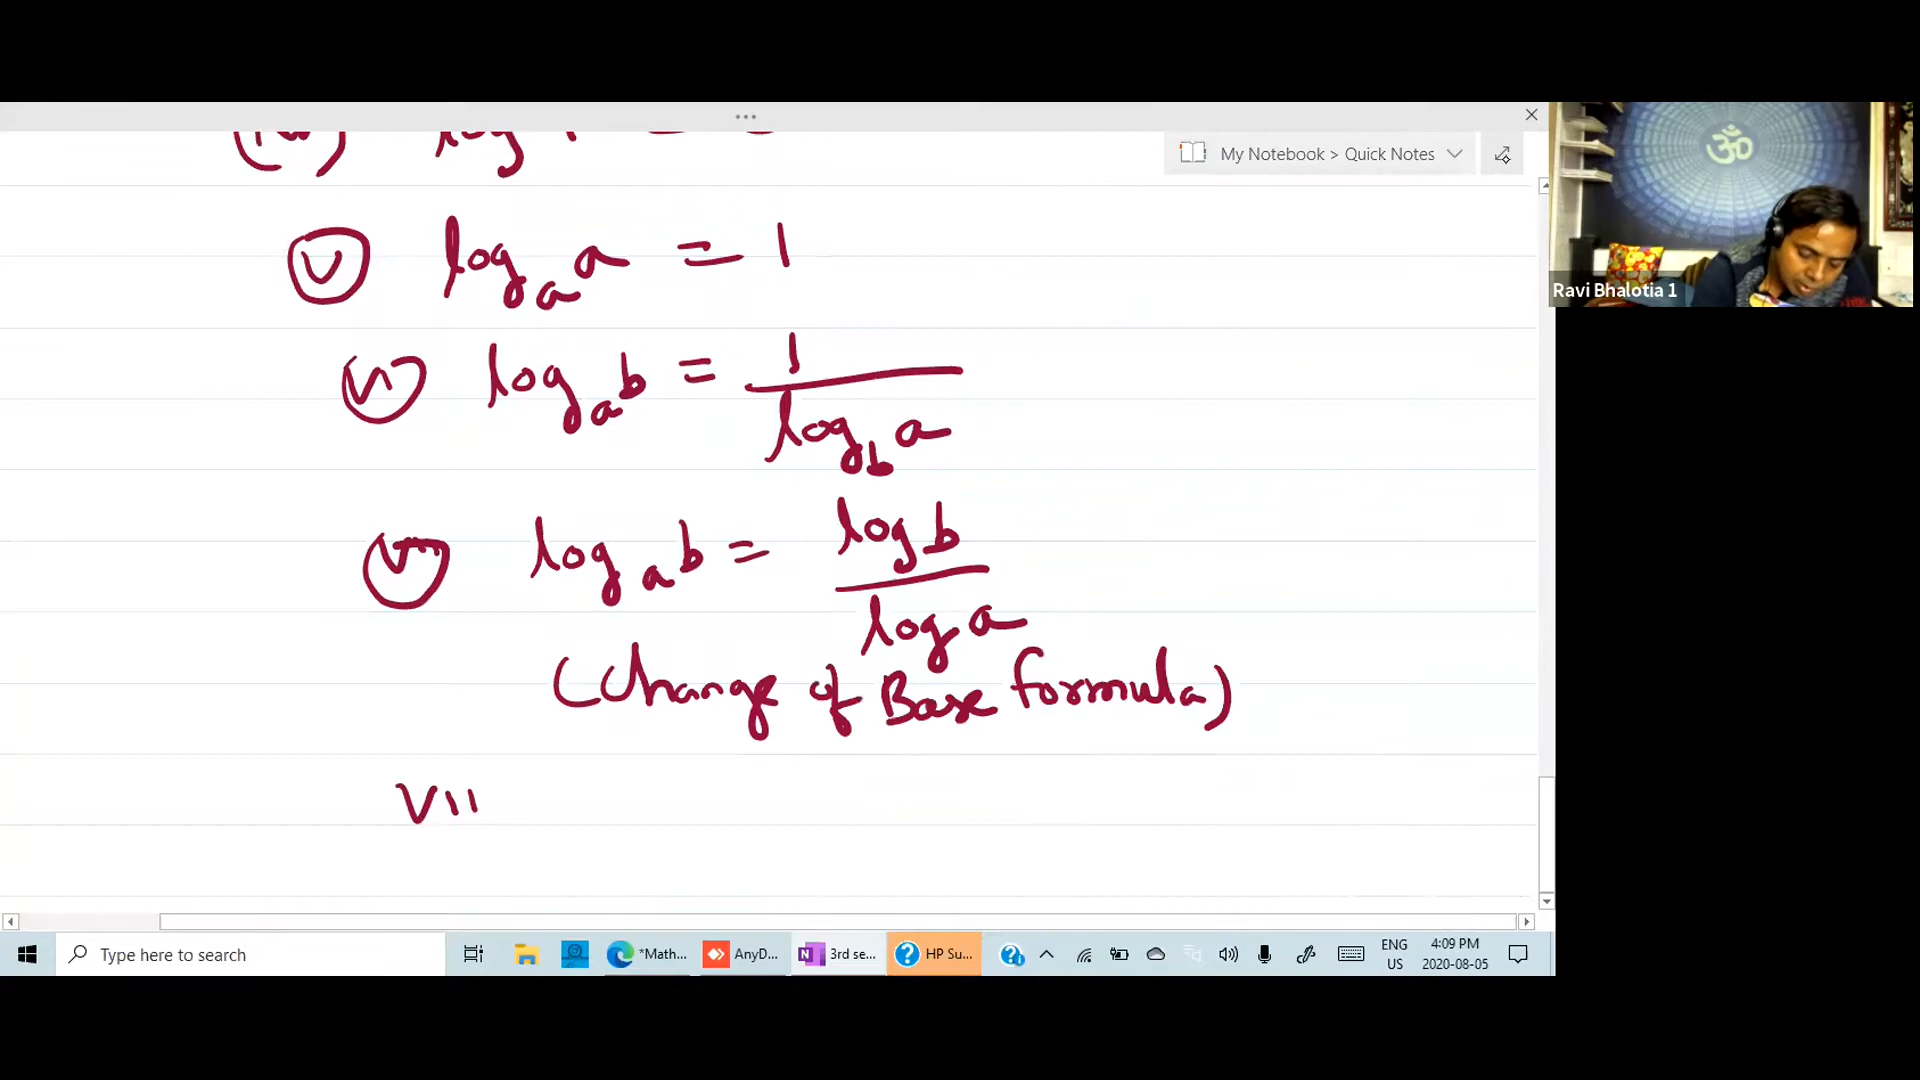 My Notebook > Quick Notes
log 1 =
V log_a a = 1
VI log_a b = 1 / log_b a
log_a b = log b / log a
(Change of Base formula)
VII
Ravi Bhalotia 1
Type here to search
*Math...
AnyD...
3rd se...
HP Su...
ENG
US
4:09 PM
2020-08-05